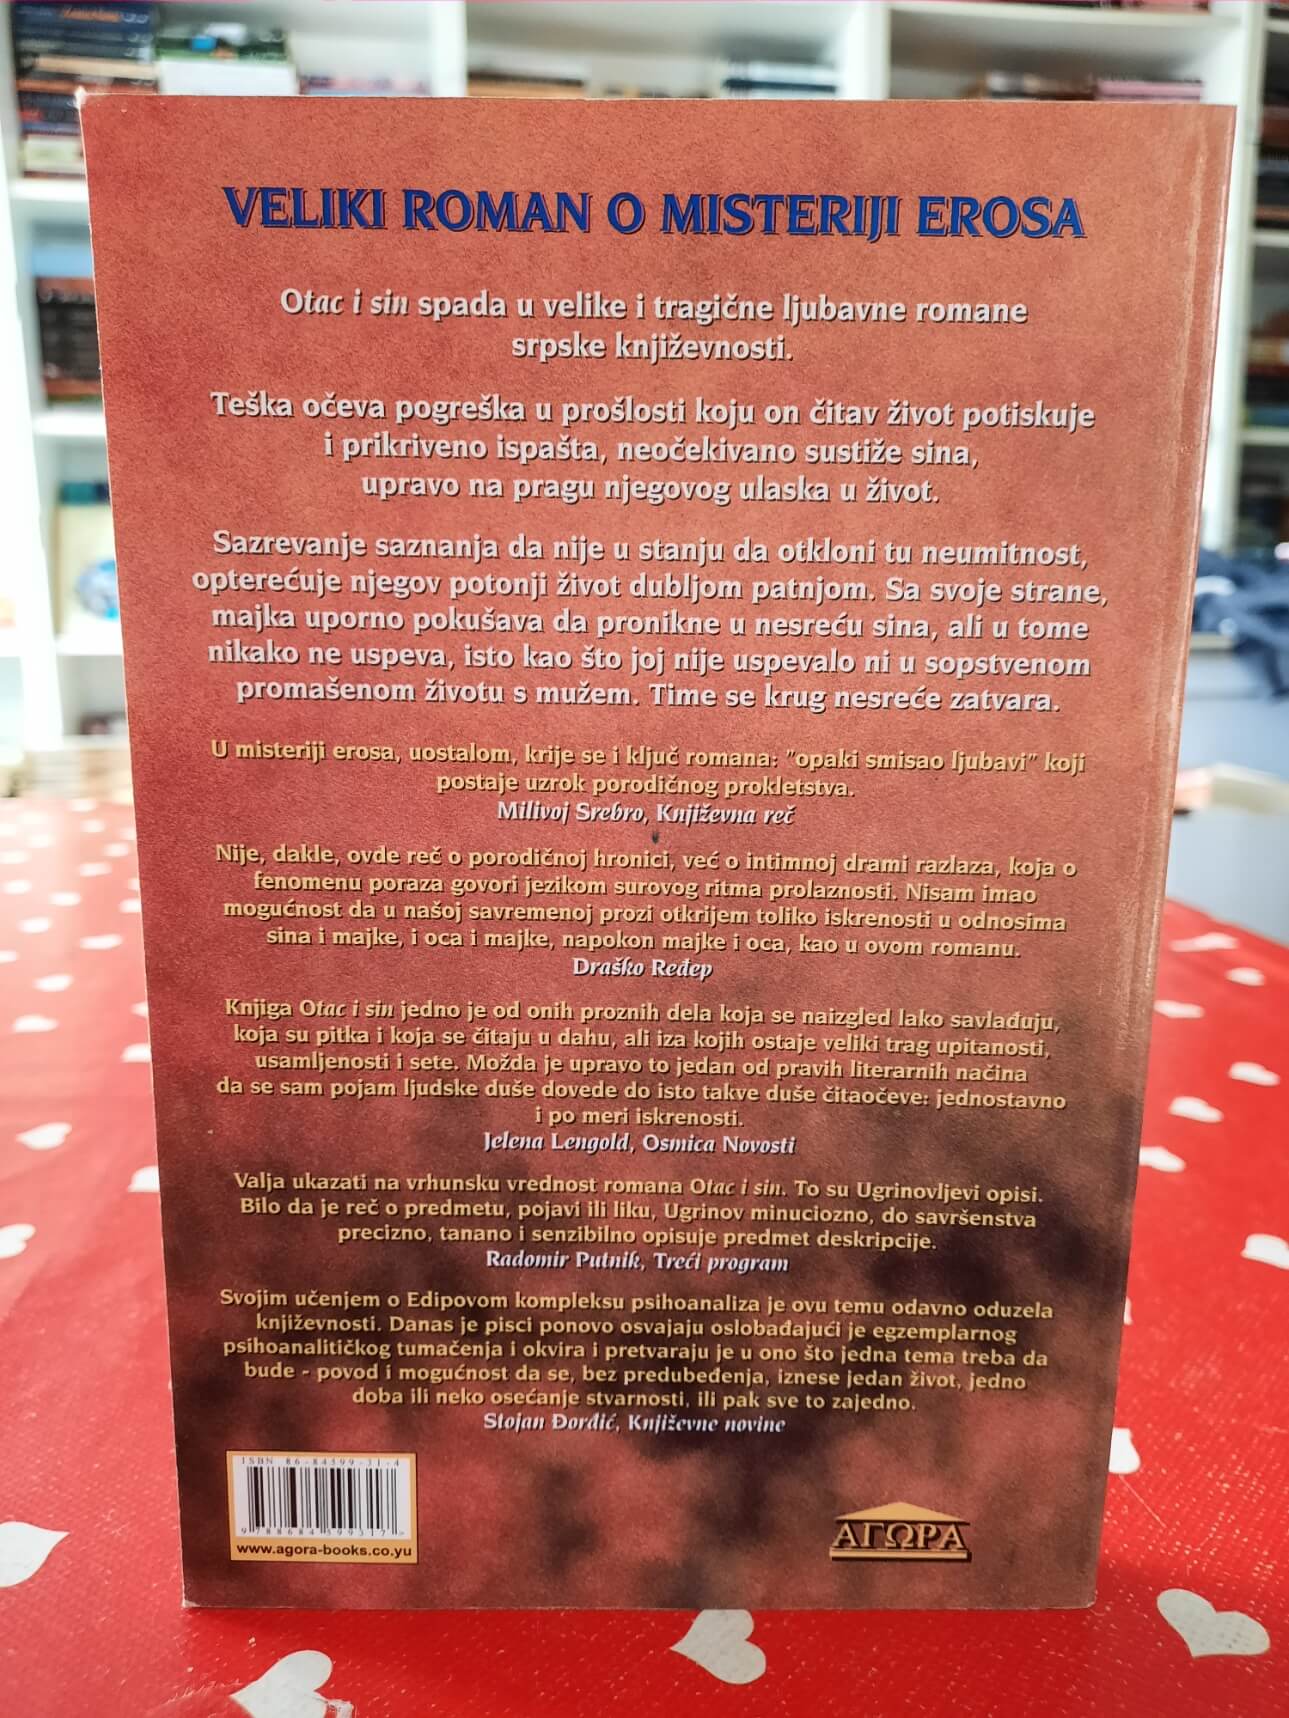 VELIKI ROMAN O MISTERIJI EROSA
Otac i sin spada u velike i tragične ljubavne romane
srpske književnosti.
Teška očeva pogreška u prošlosti koju on čitav život potiskuje
i prikriveno ispašta, neočekivano sustiže sina,
upravo na pragu njegovog ulaska u život.
Sazrevanje saznanja da nije u stanju da otkloni tu neumitnost,
opterećuje njegov potonji život dubljom patnjom. Sa svoje strane,
majka uporno pokušava da pronikne u nesreću sina, ali u tome
nikako ne uspeva, isto kao što joj nije uspevalo ni u sopstvenom
promašenom životu s mužem. Time se krug nesreće zatvara.
U misteriji erosa, uostalom, krije se i ključ romana: "opaki smisao ljubavi" koji
postaje uzrok porodičnog prokletstva.
Milivoj Srebro, Književna reč
Nije, dakle, ovde reč o porodičnoj hronici, već o intimnoj drami razlaza, koja o
fenomenu poraza govori jezikom surovog ritma prolaznosti. Nisam imao
mogućnost da u našoj savremenoj prozi otkrijem toliko iskrenosti u odnosima
sina i majke, i oca i majke, napokon majke i oca, kao u ovom romanu.
Draško Ređep
Knjiga Otac i sin jedno je od onih proznih dela koja se naizgled lako savlađuju,
koja su pitka i koja se čitaju u dahu, ali iza kojih ostaje veliki trag upitanosti,
usamljenosti i sete. Možda je upravo to jedan od pravih literarnih načina
da se sam pojam ljudske duše dovede do isto takve duše čitaočeve: jednostavno
i po meri iskrenosti.
Jelena Lengold, Osmica Novosti
Valja ukazati na vrhunsku vrednost romana Otac i sin. To su Ugrinovljevi opisi.
Bilo da je reč o predmetu, pojavi ili liku, Ugrinov minuciozno, do savršenstva
precizno, tanano i senzibilno opisuje predmet deskripcije.
Radomir Putnik, Treći program
Svojim učenjem o Edipovom kompleksu psihoanaliza je ovu temu odavno oduzela
književnosti. Danas je pisci ponovo osvajaju oslobađajući je egzemplarnog
psihoanalitičkog tumačenja i okvira i pretvaraju je u ono što jedna tema treba da
bude - povod i mogućnost da se, bez predubeđenja, iznese jedan život, jedno
doba ili neko osećanje stvarnosti, ili pak sve to zajedno.
Stojan Đorđić, Književne novine
ISBN 86-84599-31-4
9 788684 599317 >
www.agora-books.co.yu
ΑΓΩΡΑ